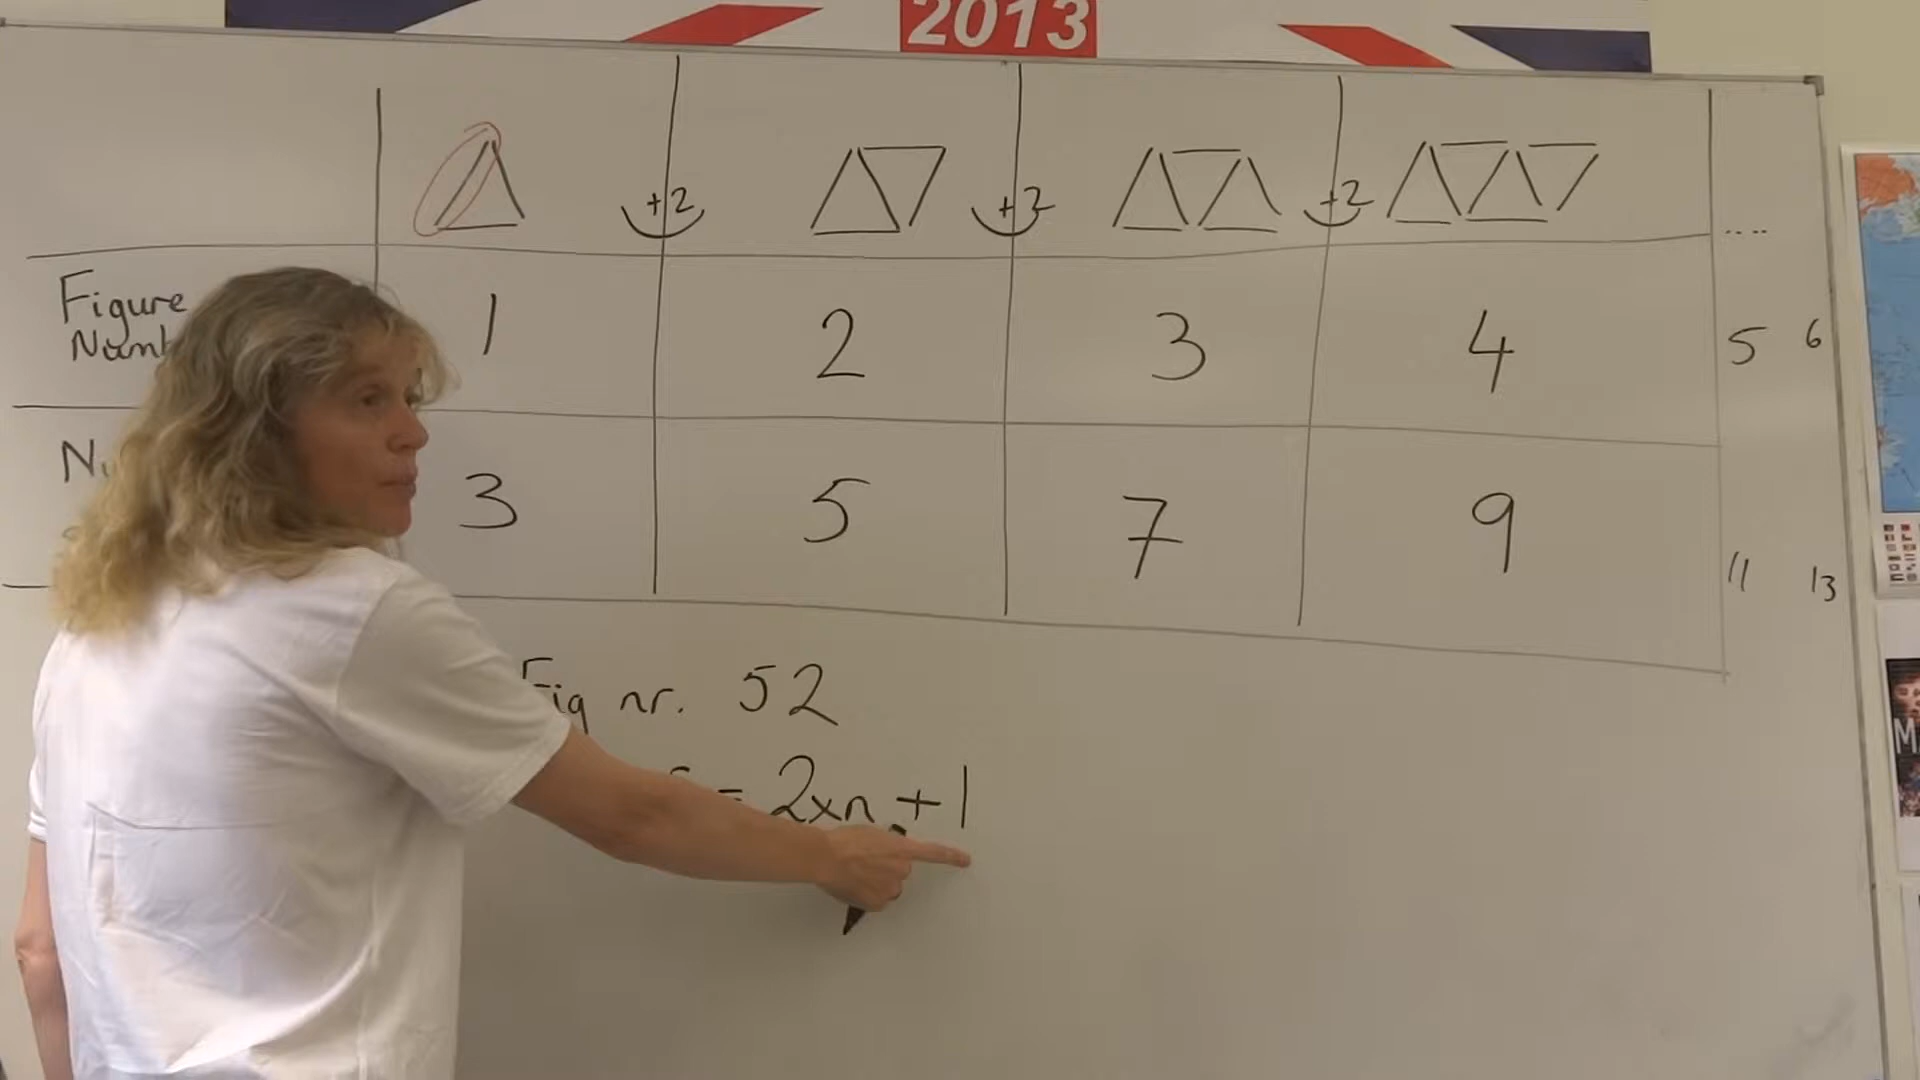 2013
+2 +2 +2 ....
Figure 1 2 3 4 5 6
3 5 7 9 11 13
Fig nr. 52
= 2xn +1
M